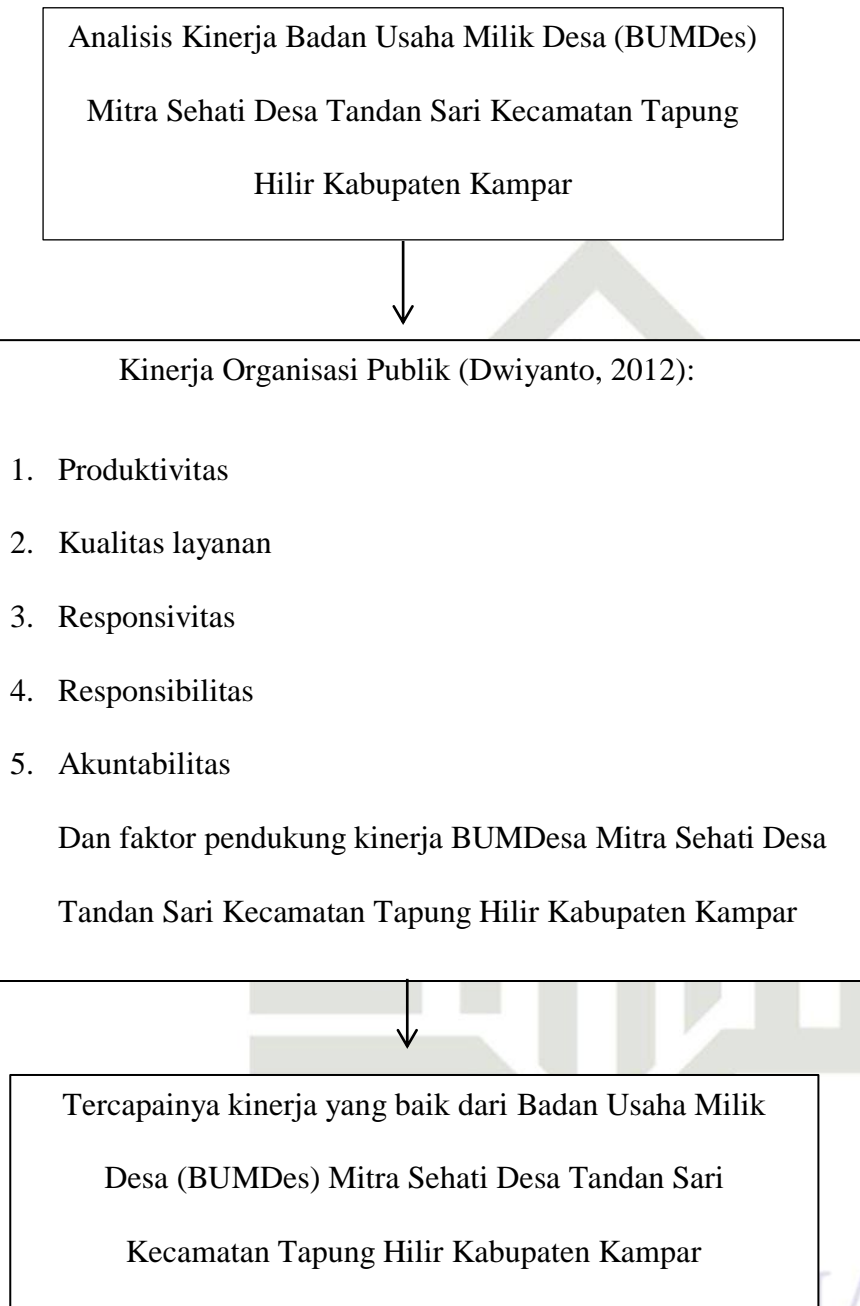 Analisis Kinerja Badan Usaha Milik Desa (BUMDes)
Mitra Sehati Desa Tandan Sari Kecamatan Tapung
Hilir Kabupaten Kampar
Kinerja Organisasi Publik (Dwiyanto, 2012):
1. Produktivitas
2. Kualitas layanan
3. Responsivitas
4. Responsibilitas
5. Akuntabilitas
Dan faktor pendukung kinerja BUMDesa Mitra Sehati Desa
Tandan Sari Kecamatan Tapung Hilir Kabupaten Kampar
Tercapainya kinerja yang baik dari Badan Usaha Milik
Desa (BUMDes) Mitra Sehati Desa Tandan Sari
Kecamatan Tapung Hilir Kabupaten Kampar